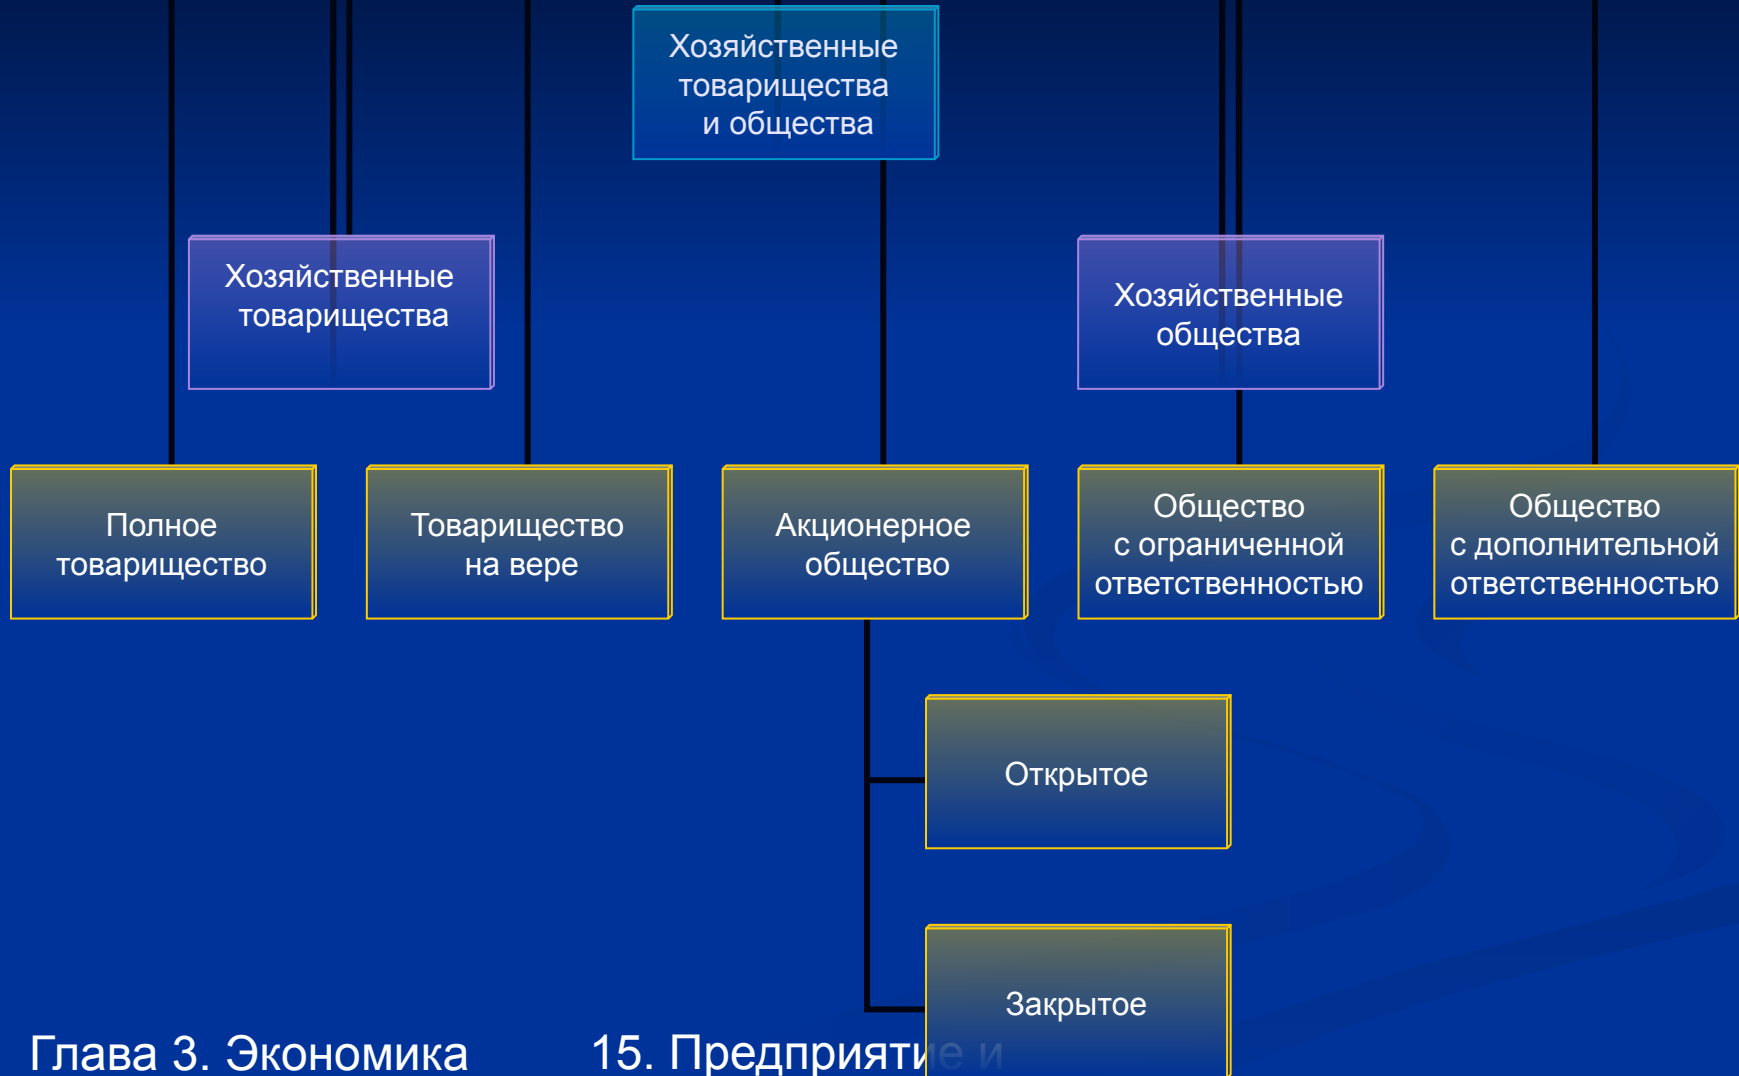 Хозяйственные
товарищества
и общества
Хозяйственные
товарищества
Хозяйственные
общества
Полное
товарищество
Товарищество
на вере
Акционерное
общество
Общество
с ограниченной
ответственностью
Общество
с дополнительной
ответственностью
Открытое
Закрытое
Глава 3. Экономика
15. Предприятие и